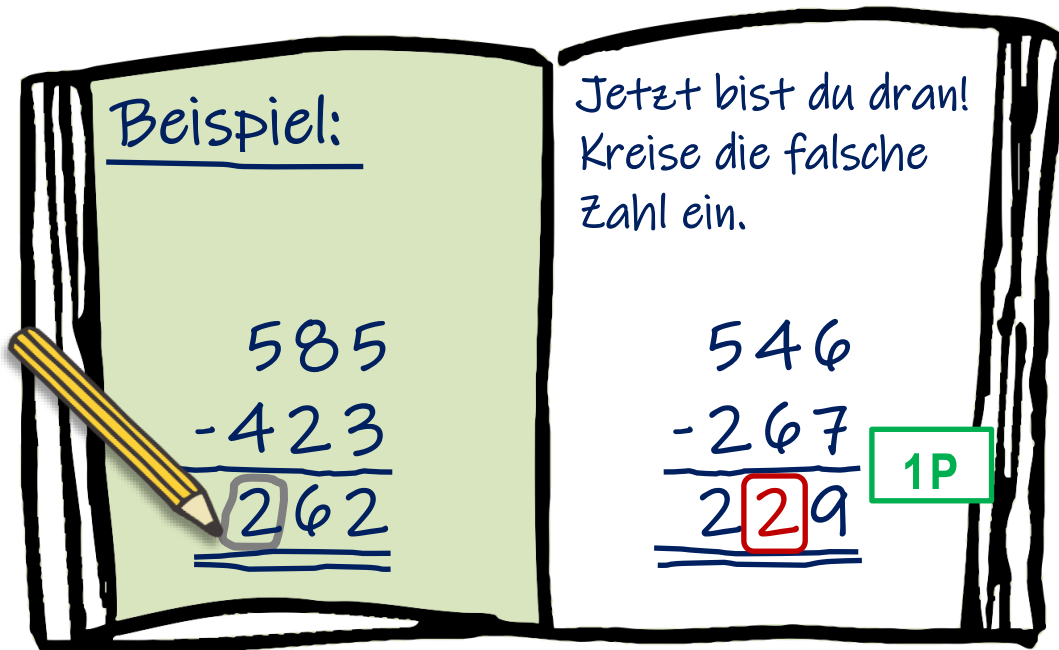 Beispiel:
585
-423
262
Jetzt bist du dran!
Kreise die falsche
Zahl ein.
546
-267
229
1P